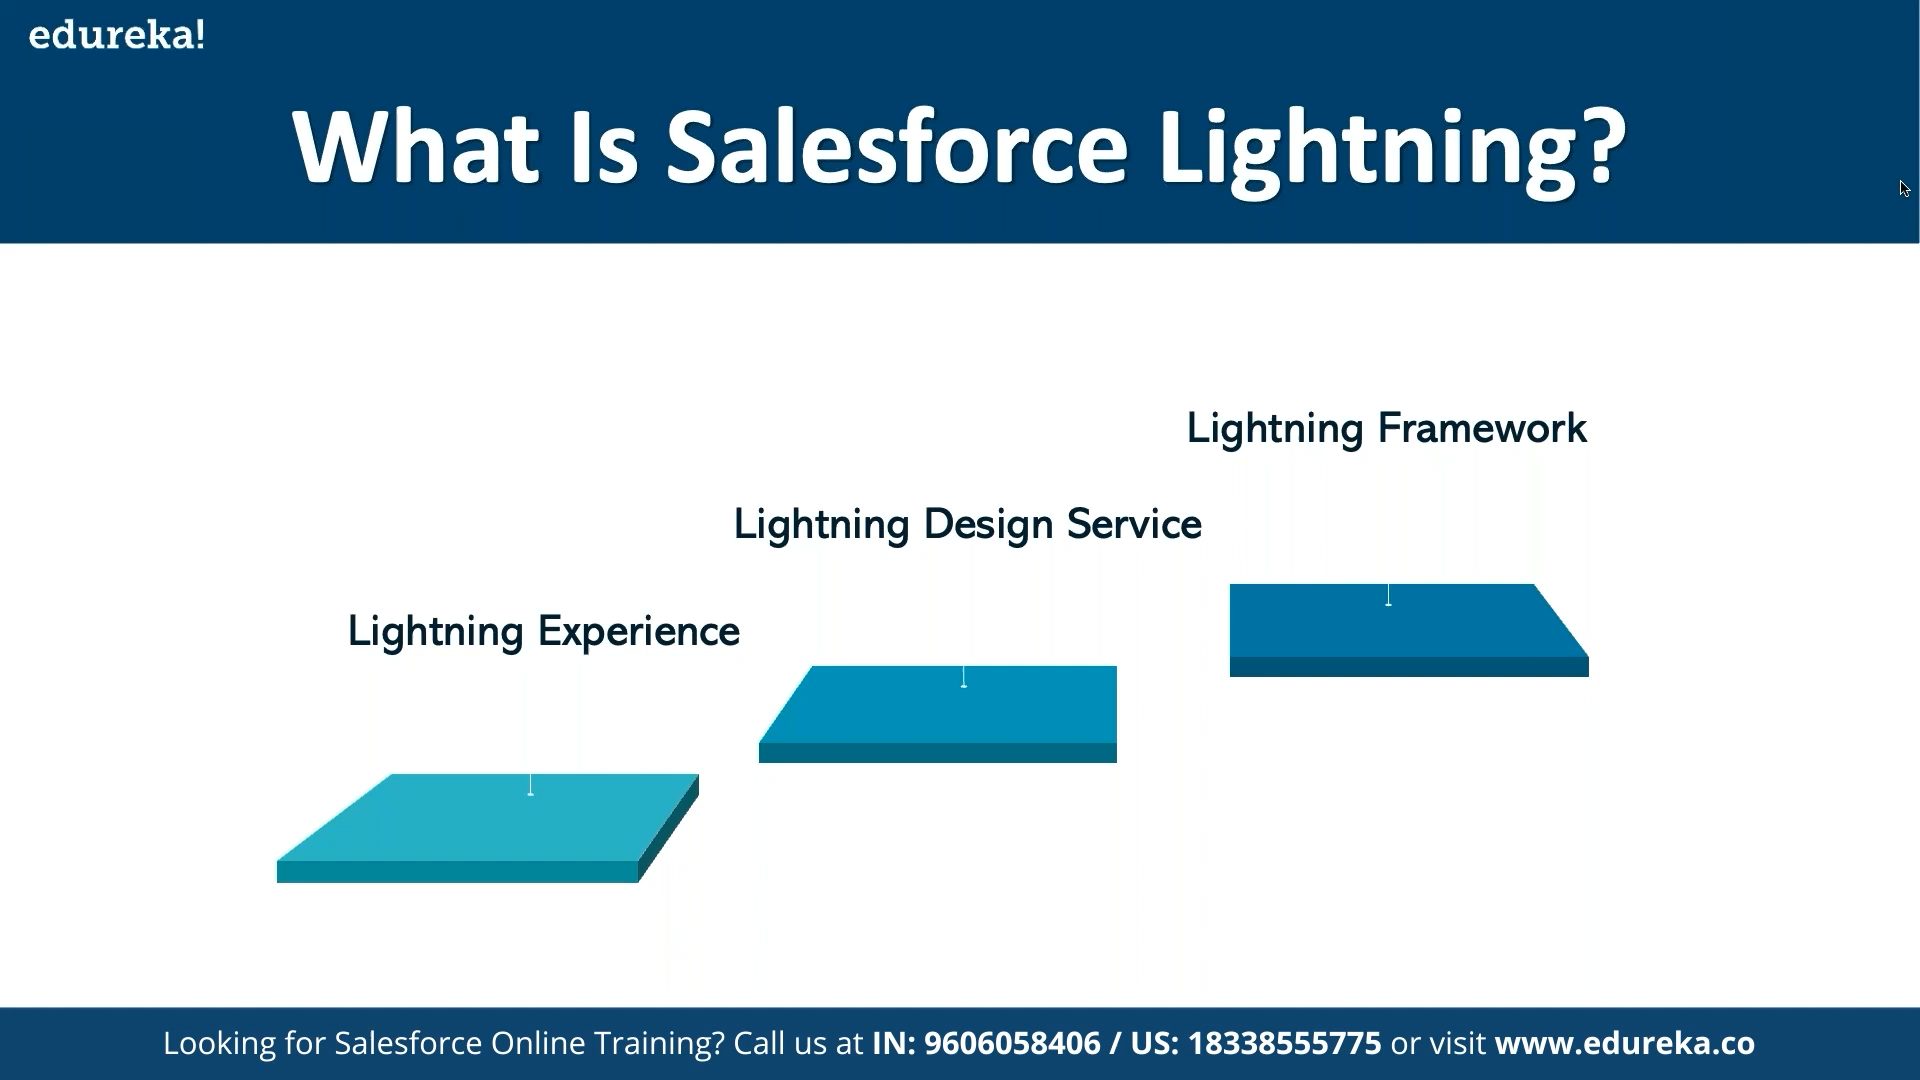 edureka!
What Is Salesforce Lightning?
Lightning Framework
Lightning Design Service
Lightning Experience
Looking for Salesforce Online Training? Call us at IN: 9606058406 / US: 18338555775 or visit www.edureka.co